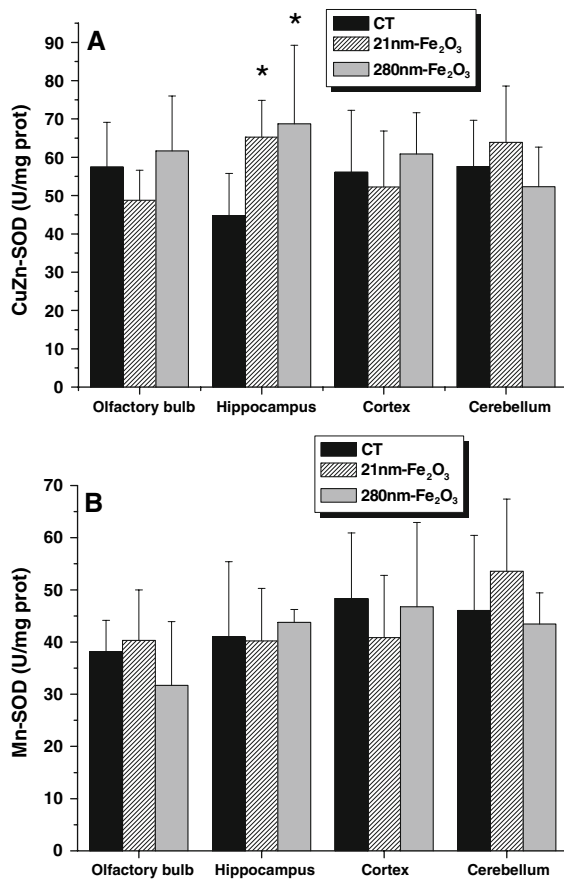 A
CT
21nm-Fe₂O₃
280nm-Fe₂O₃
*
*
CuZn-SOD (U/mg prot)
90
80
70
60
50
40
30
20
10
0
Olfactory bulb Hippocampus Cortex Cerebellum
B
CT
21nm-Fe₂O₃
280nm-Fe₂O₃
Mn-SOD (U/mg prot)
70
60
50
40
30
20
10
0
Olfactory bulb Hippocampus Cortex Cerebellum